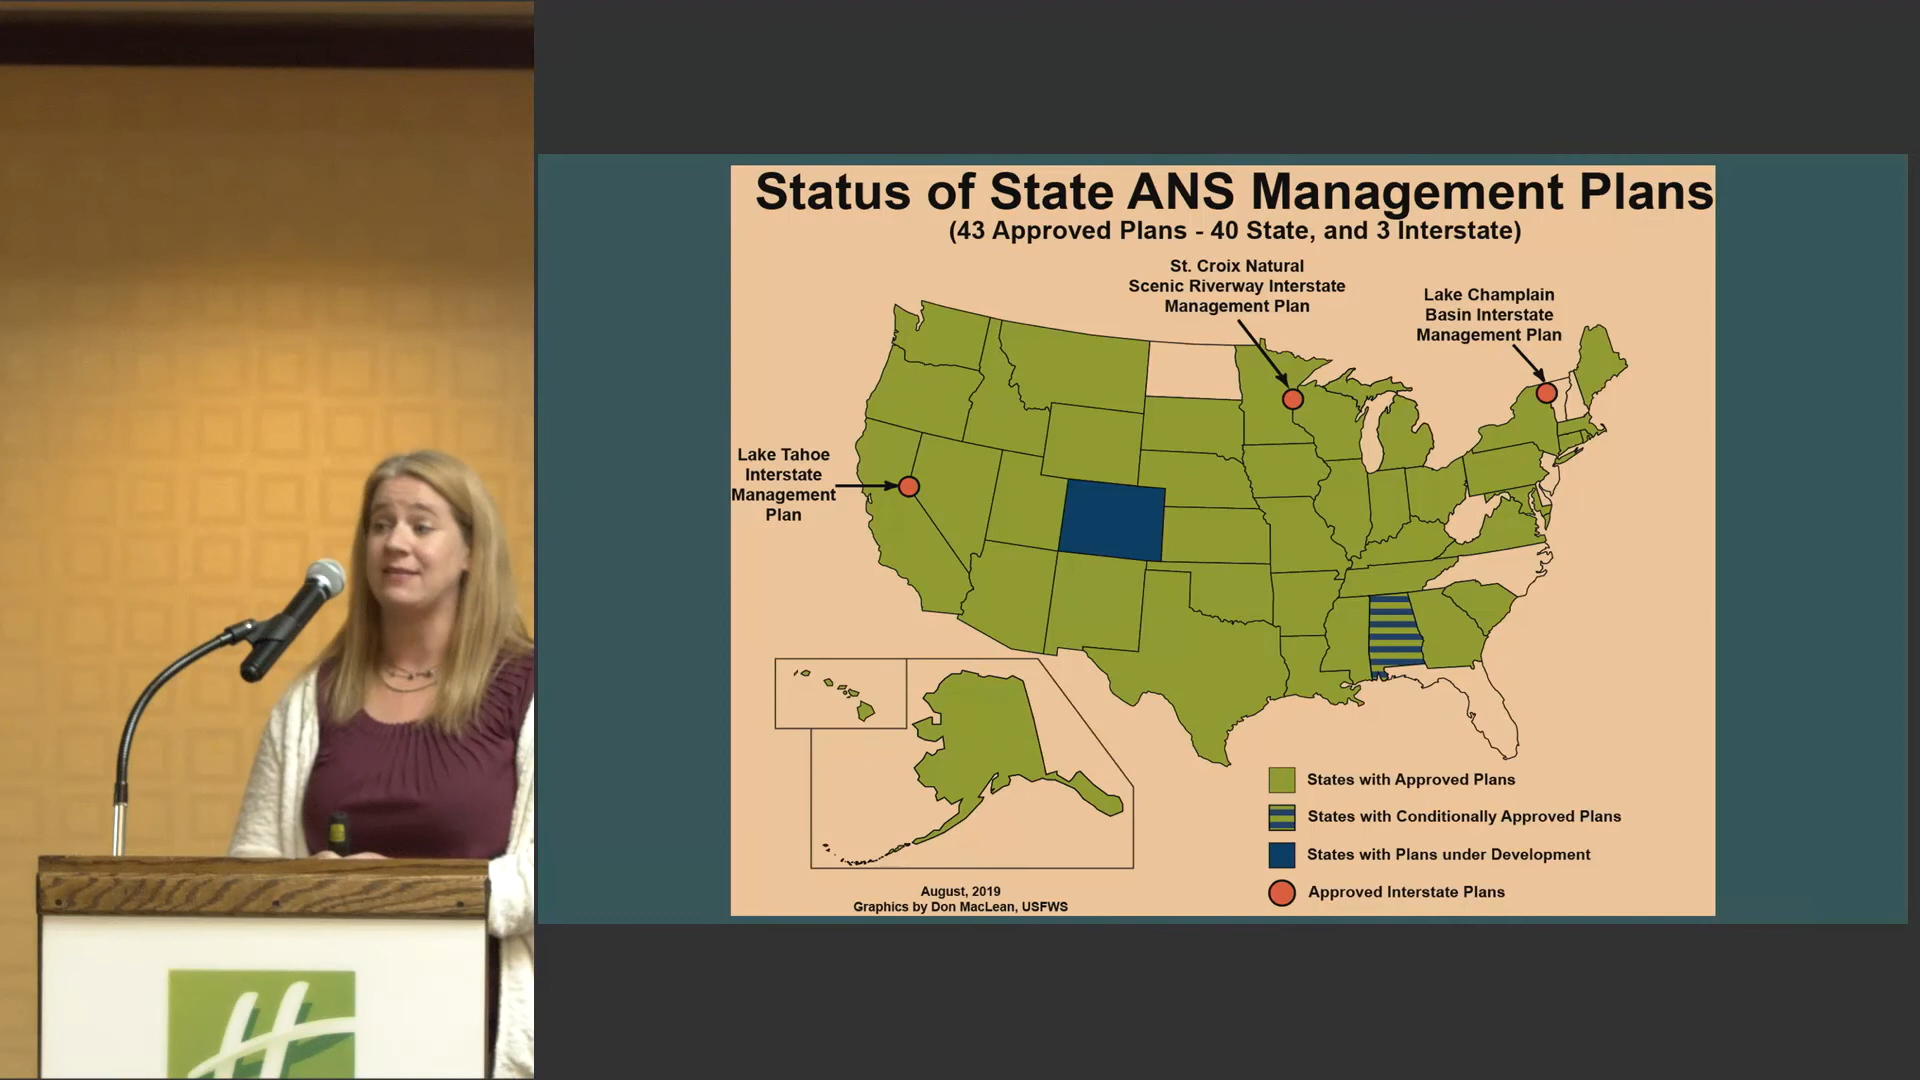 Status of State ANS Management Plans
(43 Approved Plans - 40 State, and 3 Interstate)
St. Croix Natural
Scenic Riverway Interstate
Management Plan
Lake Champlain
Basin Interstate
Management Plan
Lake Tahoe
Interstate
Management
Plan
States with Approved Plans
States with Conditionally Approved Plans
States with Plans under Development
Approved Interstate Plans
August, 2019
Graphics by Don MacLean, USFWS
H